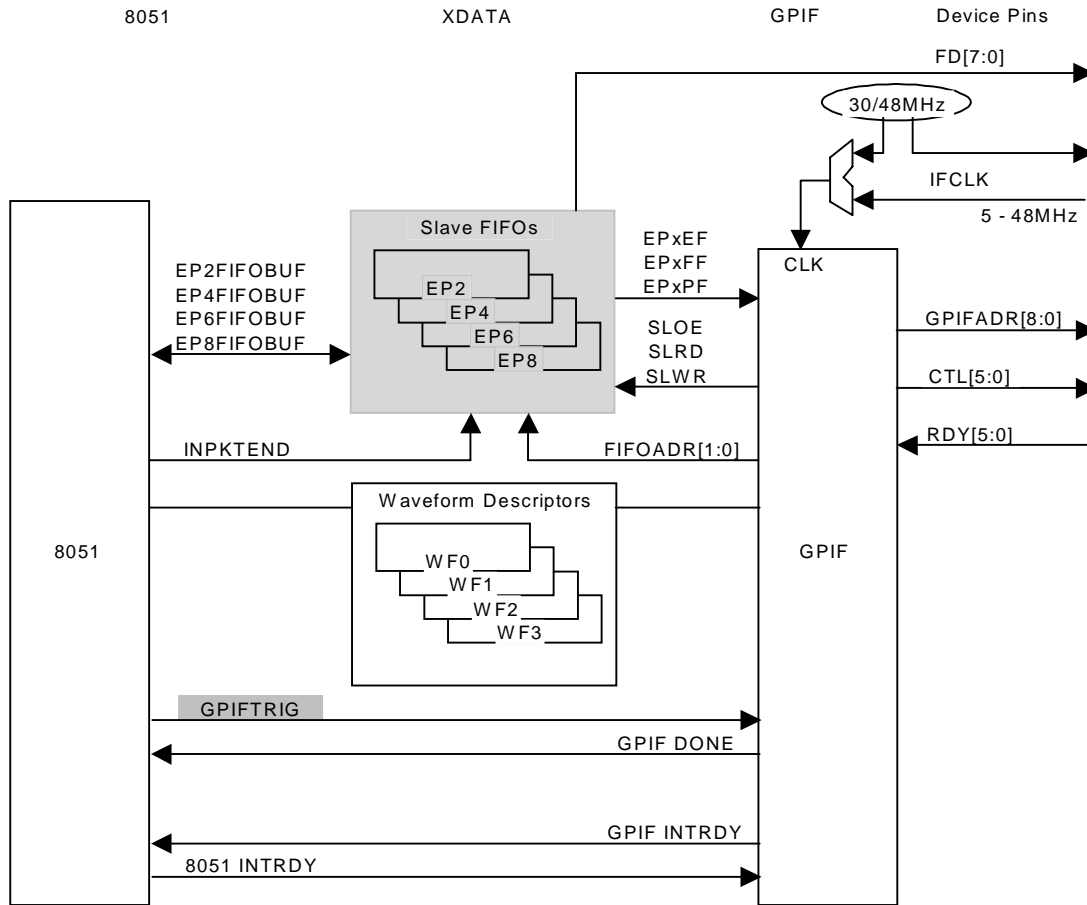 8051 XDATA GPIF Device Pins
FD[7:0]
30/48MHz
IFCLK
5 - 48MHz
Slave FIFOs
EP2
EP4
EP6
EP8
EP2FIFOBUF
EP4FIFOBUF
EP6FIFOBUF
EP8FIFOBUF
EPxEF
EPxFF
EPxPF
SLOE
SLRD
SLWR
CLK
GPIFADR[8:0]
CTL[5:0]
RDY[5:0]
INPKTEND
FIFOADR[1:0]
Waveform Descriptors
WF0
WF1
WF2
WF3
8051
GPIF
GPIFTRIG
GPIF DONE
GPIF INTRDY
8051 INTRDY